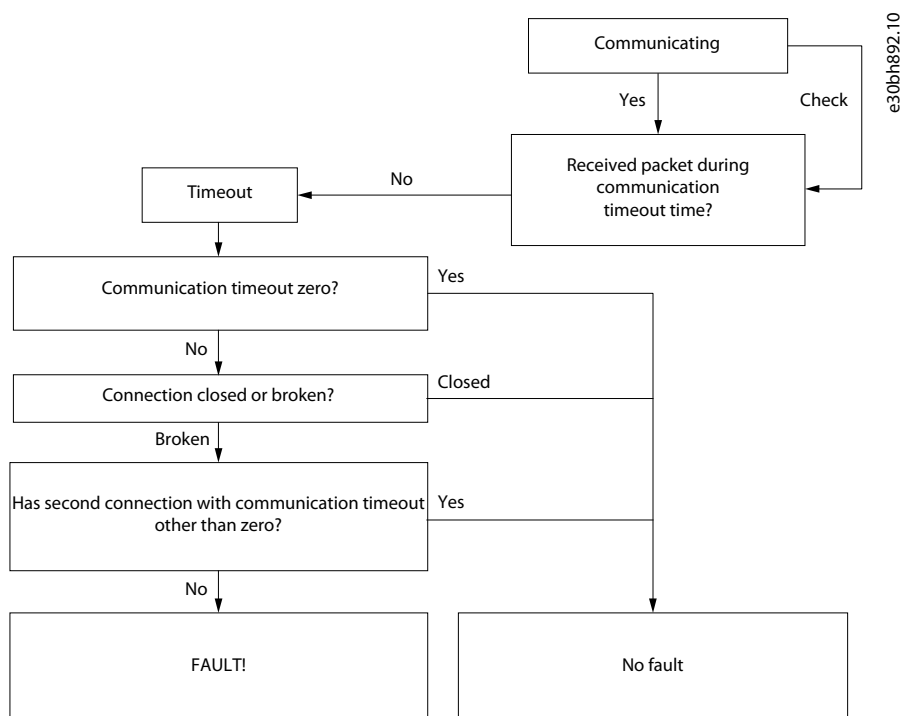 e30bh892.10
Communicating
Yes
Check
Received packet during
communication
timeout time?
No
Timeout
Communication timeout zero?
Yes
No
Connection closed or broken?
Closed
Broken
Has second connection with communication timeout
other than zero?
Yes
No
FAULT!
No fault